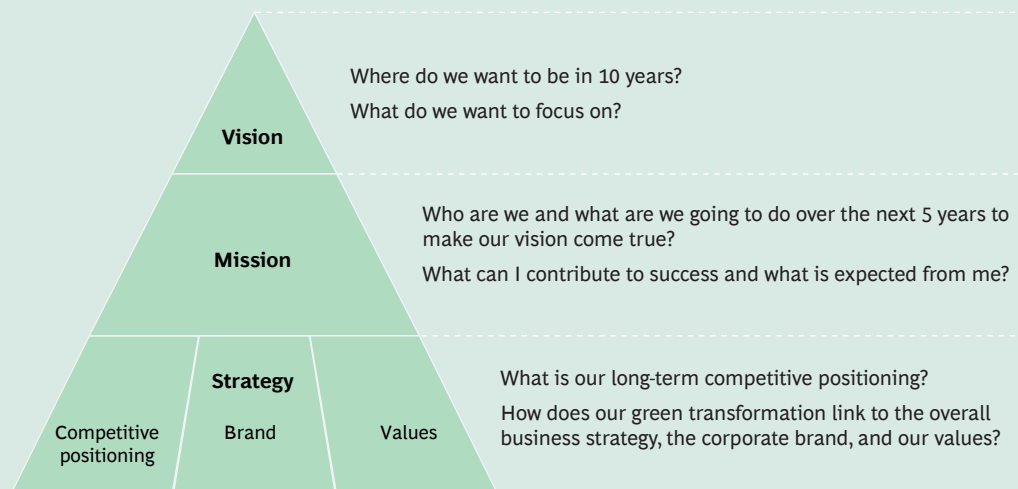 Vision
Where do we want to be in 10 years?
What do we want to focus on?
Mission
Who are we and what are we going to do over the next 5 years to
make our vision come true?
What can I contribute to success and what is expected from me?
Strategy
Competitive
positioning
Brand
Values
What is our long-term competitive positioning?
How does our green transformation link to the overall
business strategy, the corporate brand, and our values?